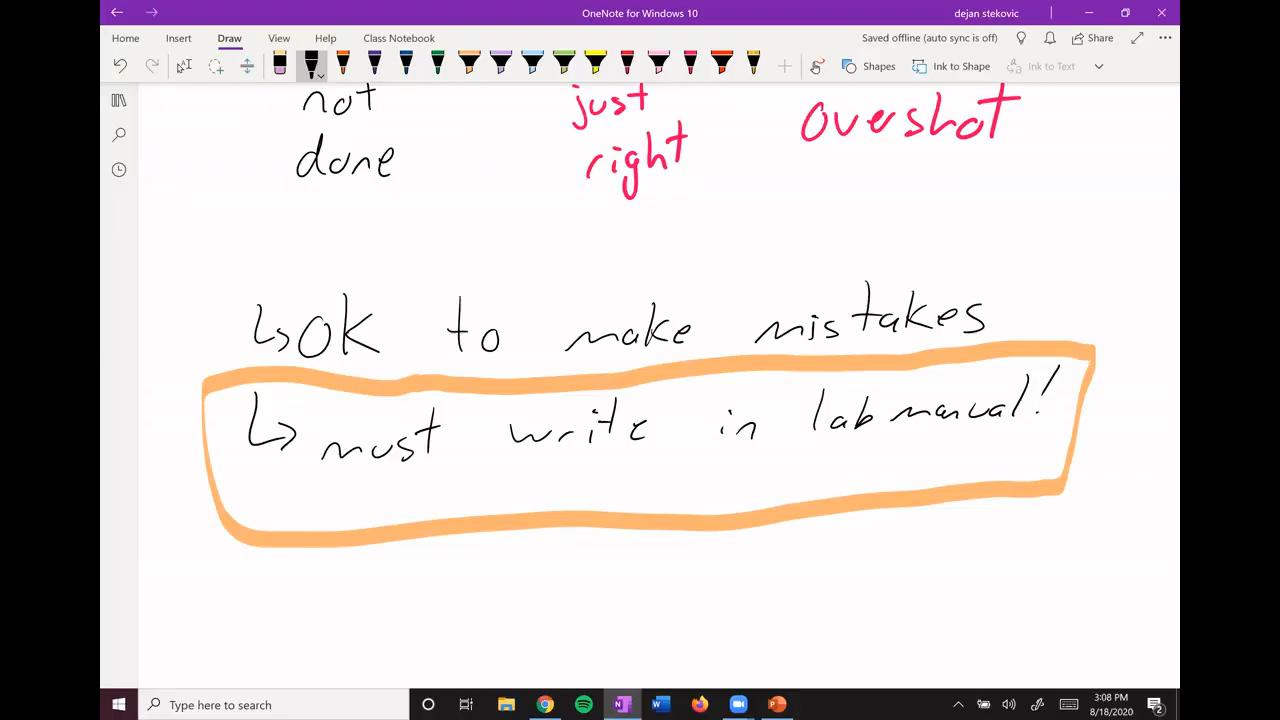 OneNote for Windows 10
dejan stekovic
Home Insert Draw View Help Class Notebook
Saved offline (auto sync is off) Share
Shapes Ink to Shape Ink to Text
not just overshot
done right
OK to make mistakes
must write in lab manual!
Type here to search
3:08 PM
8/18/2020
2